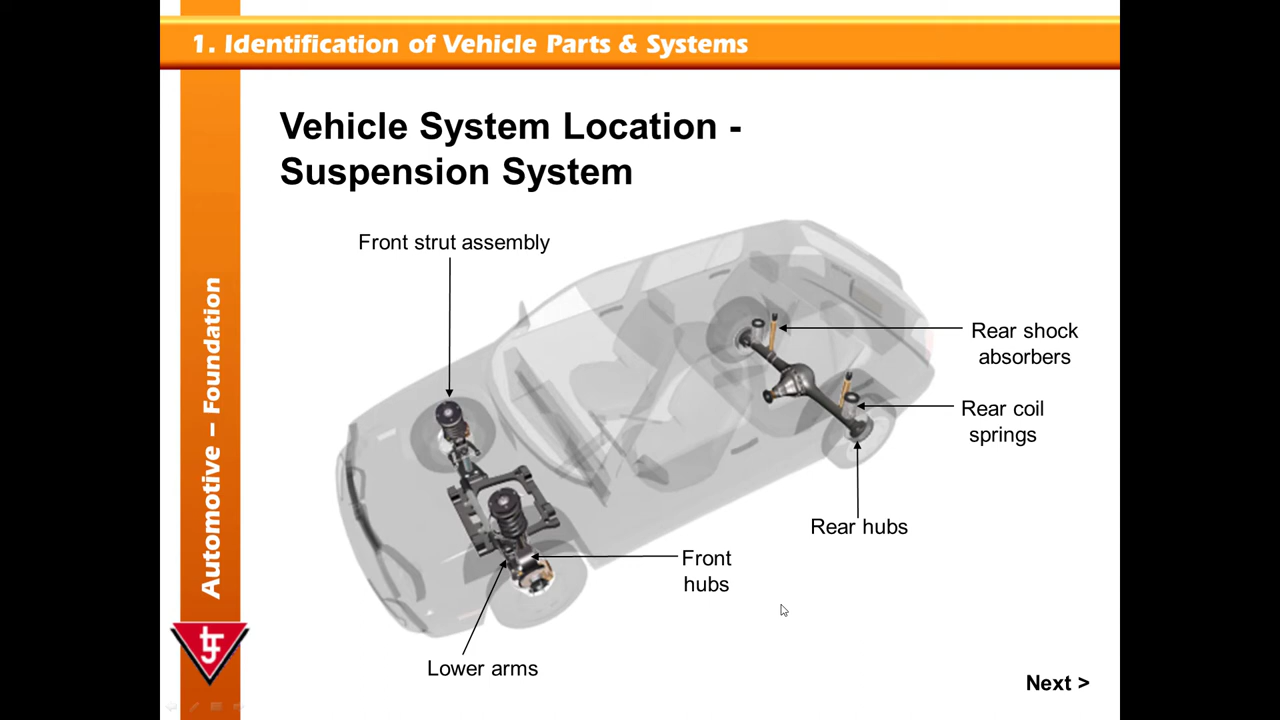 1. Identification of Vehicle Parts & Systems
Vehicle System Location -
Suspension System
Front strut assembly
Rear shock
absorbers
Rear coil
springs
Rear hubs
Front
hubs
Lower arms
Next >
Automotive – Foundation